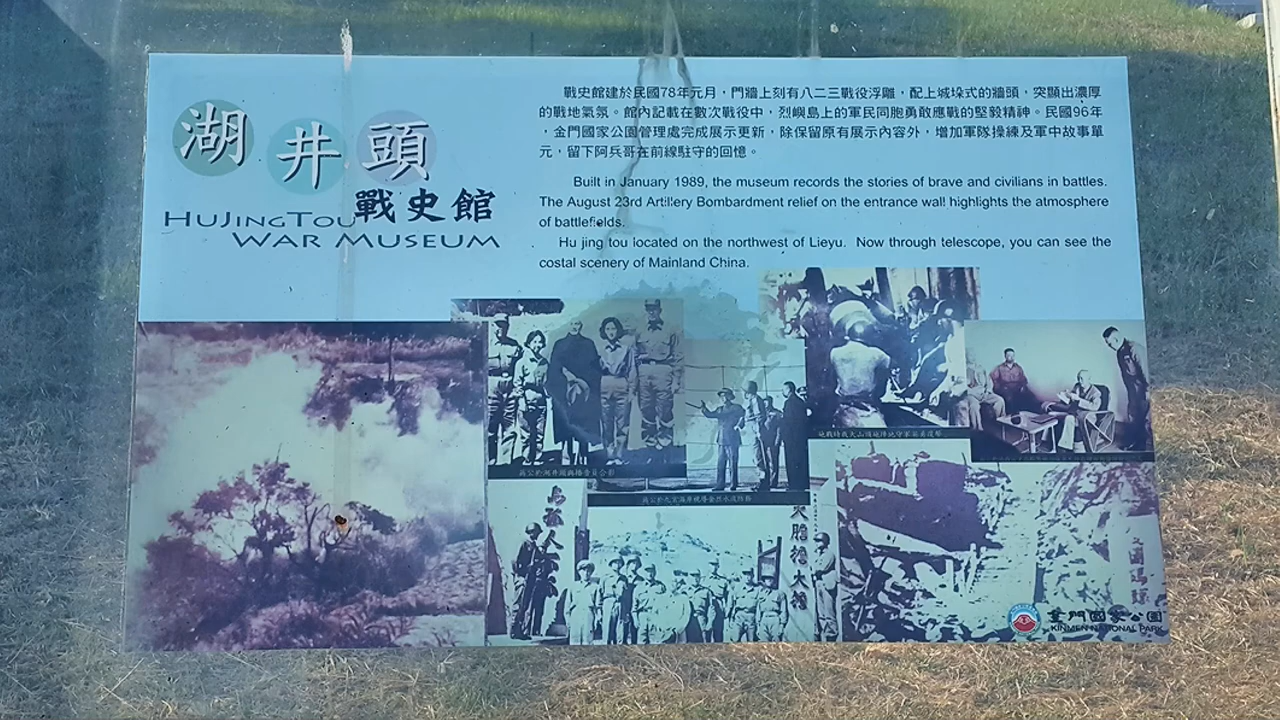 湖井頭
戰史館
HUJINGTOU
WAR MUSEUM
戰史館建於民國78年元月，門牆上刻有八二三戰役浮雕，配上城垛式的牆頭，突顯出濃厚
的戰地氣氛。館內記載在數次戰役中，烈嶼島上的軍民同胞勇敢應戰的堅毅精神。民國96年
，金門國家公園管理處完成展示更新，除保留原有展示內容外，增加軍隊操練及軍中故事單
元，留下阿兵哥在前線駐守的回憶。
Built in January 1989, the museum records the stories of brave and civilians in battles.
The August 23rd Artillery Bombardment relief on the entrance wall highlights the atmosphere
of battlefields.
Hu jing tou located on the northwest of Lieyu. Now through telescope, you can see the
costal scenery of Mainland China.
大膽擔大擔
金門國家公園
KINMEN NATIONAL PARK